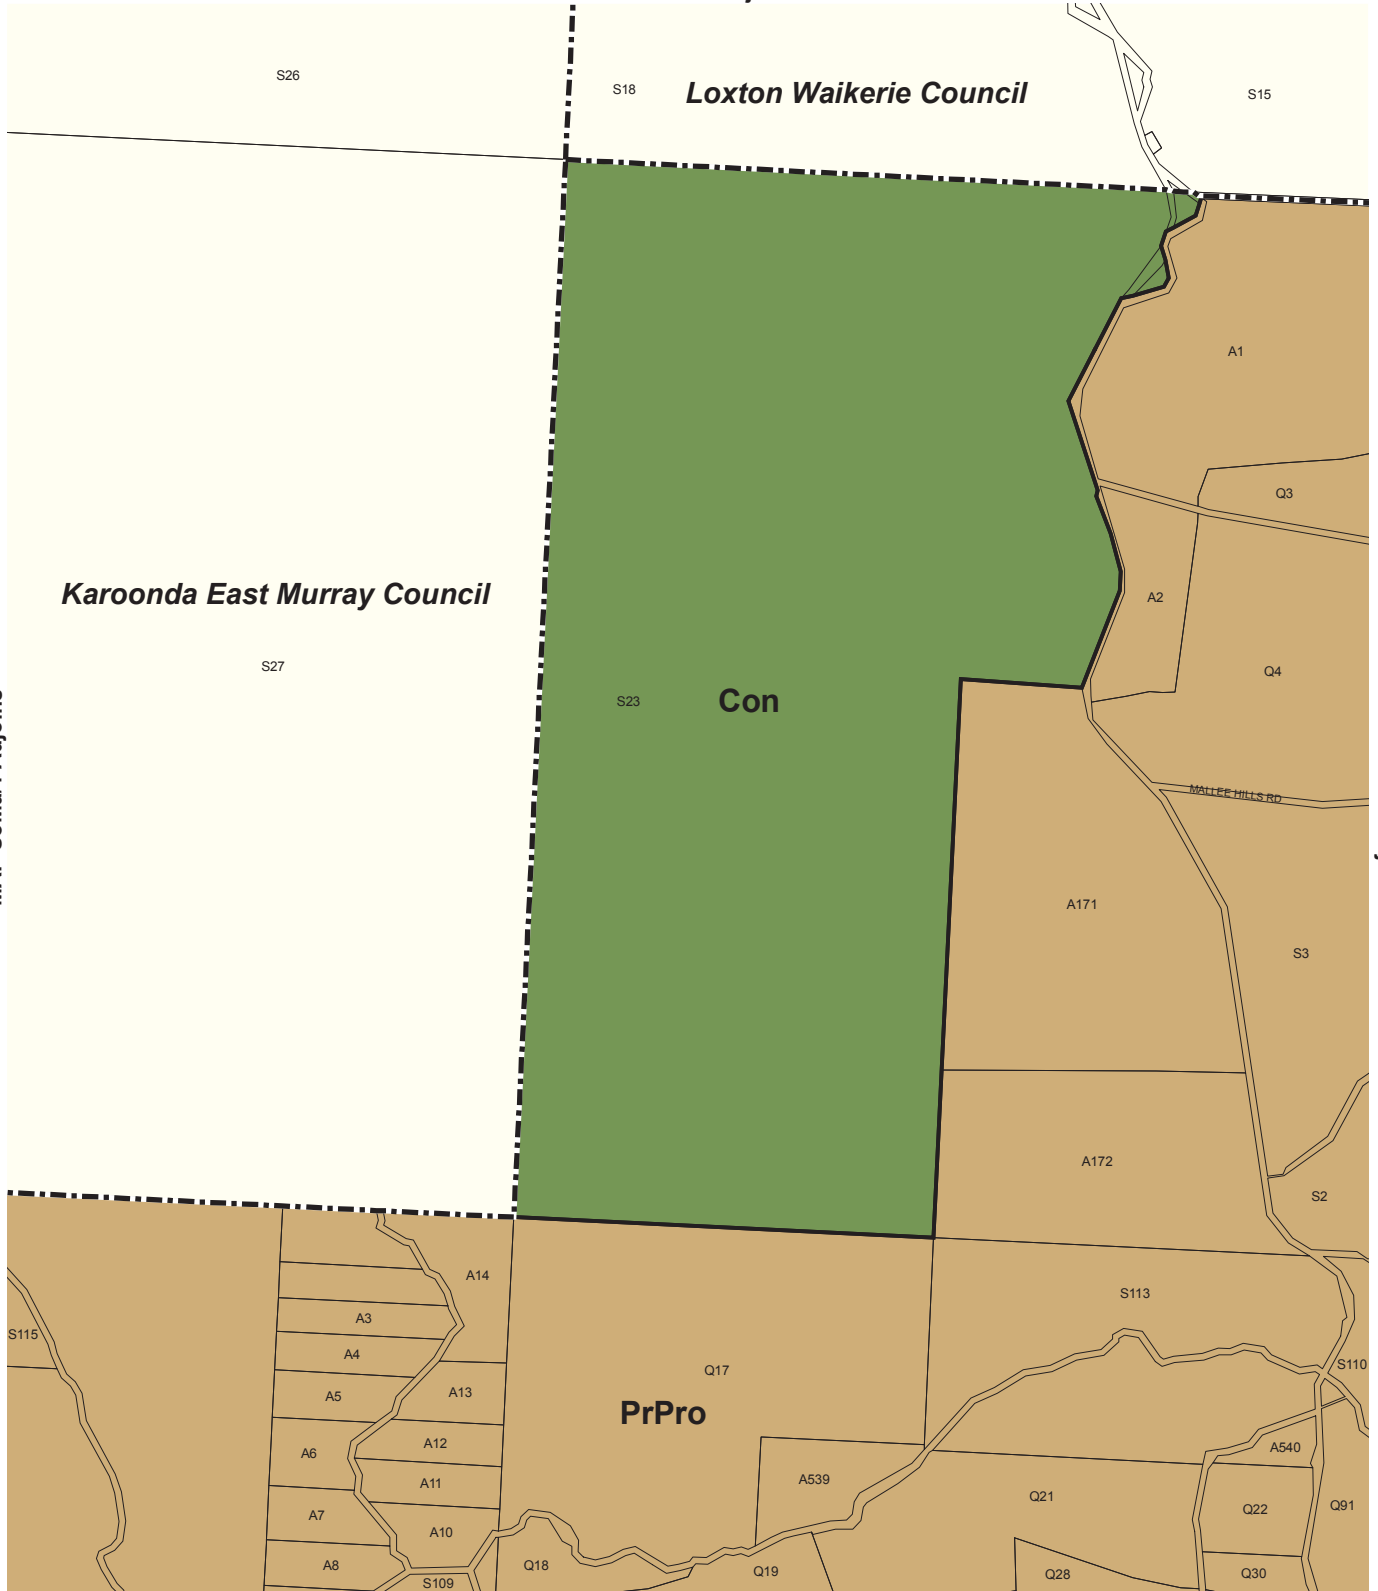 S26
S18
Loxton Waikerie Council
S15
A1
Q3
Karoonda East Murray Council
A2
S27
Q4
S23
Con
MALLEE HILLS RD
A171
S3
A172
S2
A14
S113
A3
S115
A4
S110
Q17
A5
A13
PrPro
A12
A540
A6
A539
A11
Q21
Q22
Q91
A7
A10
A8
Q18
Q19
Q28
Q30
S109